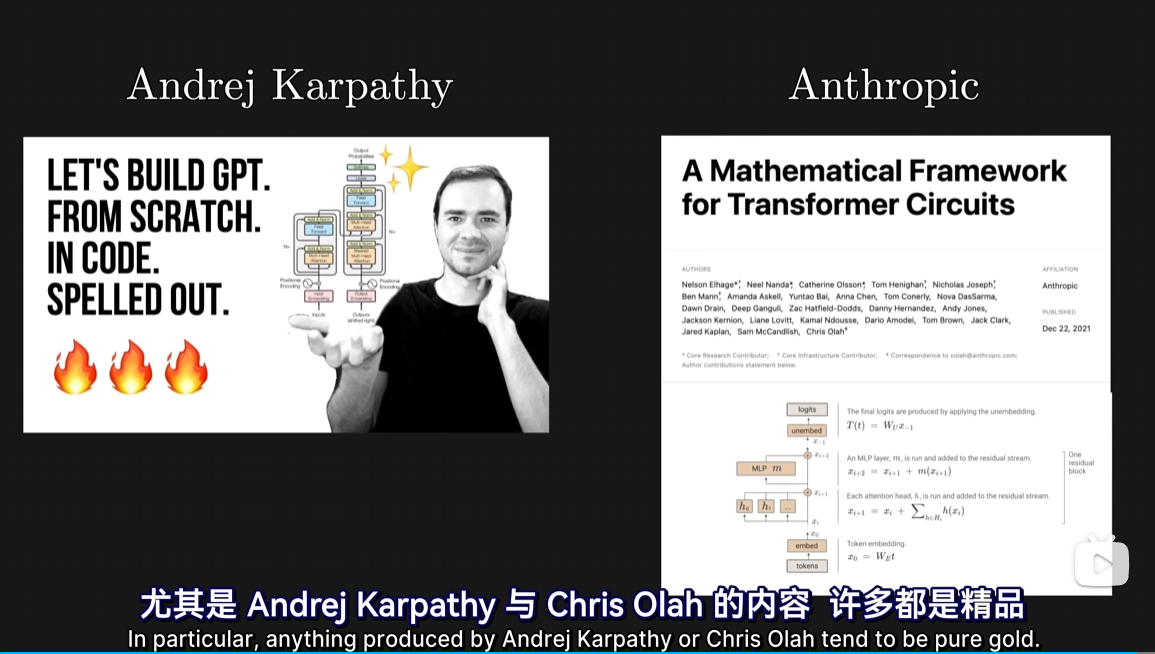 Andrej Karpathy
LET'S BUILD GPT.
FROM SCRATCH.
IN CODE.
SPELLED OUT.
Output
Probabilities
Softmax
Linear
Add & Norm
Feed
Forward
Add & Norm
Multi-Head
Attention
Add & Norm
Masked
Multi-Head
Attention
Nx
Add & Norm
Feed
Forward
Add & Norm
Multi-Head
Attention
Nx
Positional
Encoding
Positional
Encoding
Input
Embedding
Output
Embedding
Inputs
Outputs
(shifted right)
Anthropic
A Mathematical Framework
for Transformer Circuits
AUTHORS
Nelson Elhage*†, Neel Nanda*, Catherine Olsson*, Tom Henighan†, Nicholas Joseph†,
Ben Mann†, Amanda Askell, Yuntao Bai, Anna Chen, Tom Conerly, Nova DasSarma,
Dawn Drain, Deep Ganguli, Zac Hatfield-Dodds, Danny Hernandez, Andy Jones,
Jackson Kernion, Liane Lovitt, Kamal Ndousse, Dario Amodei, Tom Brown, Jack Clark,
Jared Kaplan, Sam McCandlish, Chris Olah‡
AFFILIATION
Anthropic
PUBLISHED
Dec 22, 2021
* Core Research Contributor; † Core Infrastructure Contributor; ‡ Correspondence to colah@anthropic.com;
Author contributions statement below.
logits
unembed
The final logits are produced by applying the unembedding.
T(t) = W_U x_{-1}
x_{-1}
x_{i+2}
MLP m
An MLP layer, m, is run and added to the residual stream.
x_{i+2} = x_{i+1} + m(x_{i+1})
One
residual
block
x_{i+1}
h₀ h₁ ...
Each attention head, h, is run and added to the residual stream.
x_{i+1} = x_i + ∑_{h∈H_i} h(x_i)
x_i
x_0
embed
tokens
Token embedding.
x_0 = W_E t
尤其是 Andrej Karpathy 与 Chris Olah 的内容 许多都是精品
In particular, anything produced by Andrej Karpathy or Chris Olah tend to be pure gold.